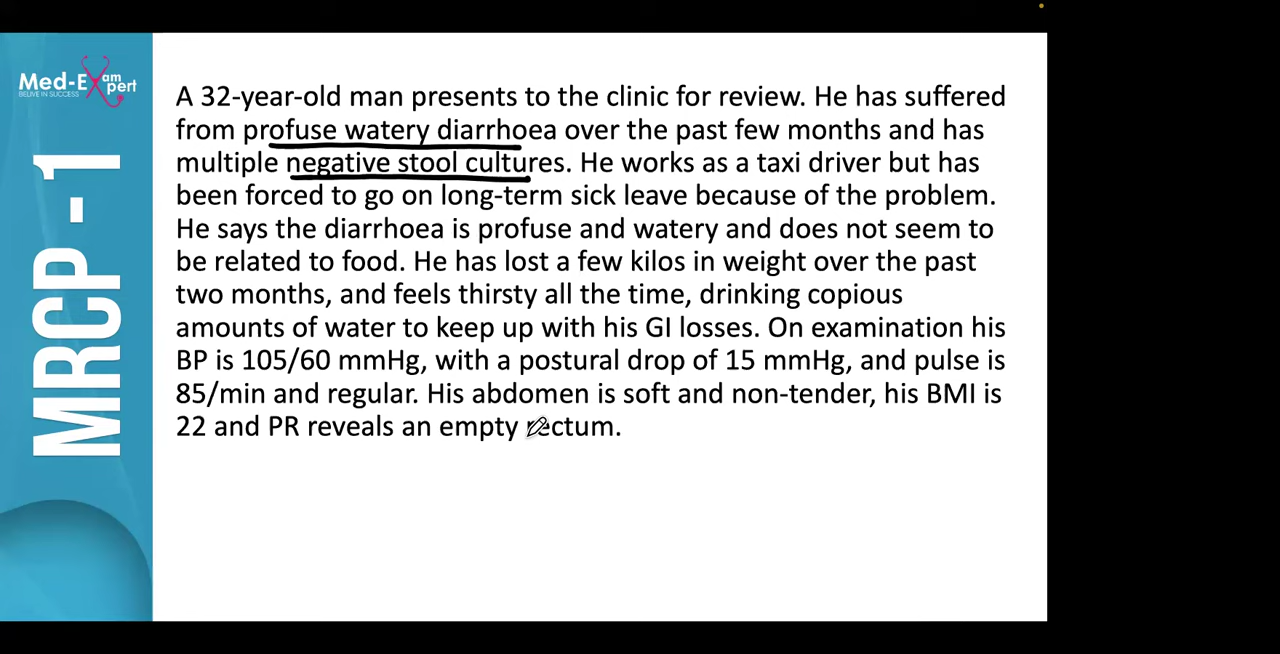 Med-Exam
Expert
BELIVE IN SUCCESS
MRCP - 1
A 32-year-old man presents to the clinic for review. He has suffered
from profuse watery diarrhoea over the past few months and has
multiple negative stool cultures. He works as a taxi driver but has
been forced to go on long-term sick leave because of the problem.
He says the diarrhoea is profuse and watery and does not seem to
be related to food. He has lost a few kilos in weight over the past
two months, and feels thirsty all the time, drinking copious
amounts of water to keep up with his GI losses. On examination his
BP is 105/60 mmHg, with a postural drop of 15 mmHg, and pulse is
85/min and regular. His abdomen is soft and non-tender, his BMI is
22 and PR reveals an empty rectum.